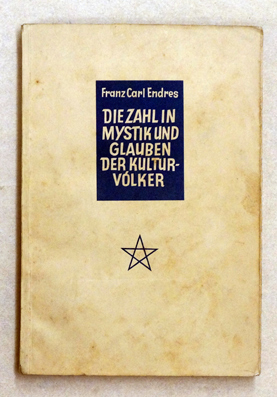 Franz Carl Endres
DIE ZAHL IN
MYSTIK UND
GLAUBEN
DER KULTUR-
VÖLKER